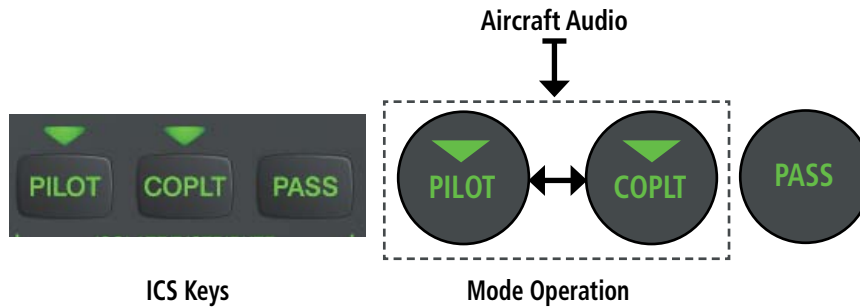 Aircraft Audio
PILOT COPLT PASS
PILOT COPLT PASS
ICS Keys
Mode Operation